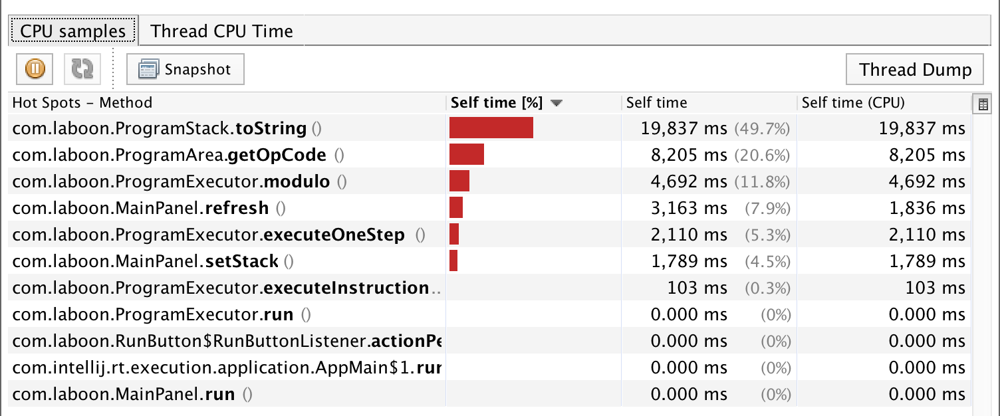 CPU samples Thread CPU Time
Snapshot Thread Dump
Hot Spots – Method Self time [%] Self time Self time (CPU)
com.laboon.ProgramStack.toString () 19,837 ms (49.7%) 19,837 ms
com.laboon.ProgramArea.getOpCode () 8,205 ms (20.6%) 8,205 ms
com.laboon.ProgramExecutor.modulo () 4,692 ms (11.8%) 4,692 ms
com.laboon.MainPanel.refresh () 3,163 ms (7.9%) 1,836 ms
com.laboon.ProgramExecutor.executeOneStep () 2,110 ms (5.3%) 2,110 ms
com.laboon.MainPanel.setStack () 1,789 ms (4.5%) 1,789 ms
com.laboon.ProgramExecutor.executeInstruction.. 103 ms (0.3%) 103 ms
com.laboon.ProgramExecutor.run () 0.000 ms (0%) 0.000 ms
com.laboon.RunButton$RunButtonListener.actionPe 0.000 ms (0%) 0.000 ms
com.intellij.rt.execution.application.AppMain$1.run 0.000 ms (0%) 0.000 ms
com.laboon.MainPanel.run () 0.000 ms (0%) 0.000 ms